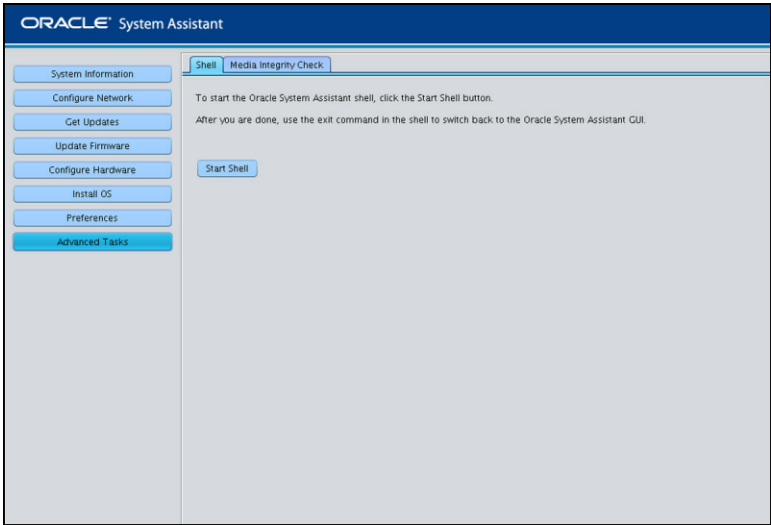 ORACLE® System Assistant
System Information
Configure Network
Get Updates
Update Firmware
Configure Hardware
Install OS
Preferences
Advanced Tasks
Shell
Media Integrity Check
To start the Oracle System Assistant shell, click the Start Shell button.
After you are done, use the exit command in the shell to switch back to the Oracle System Assistant GUI.
Start Shell